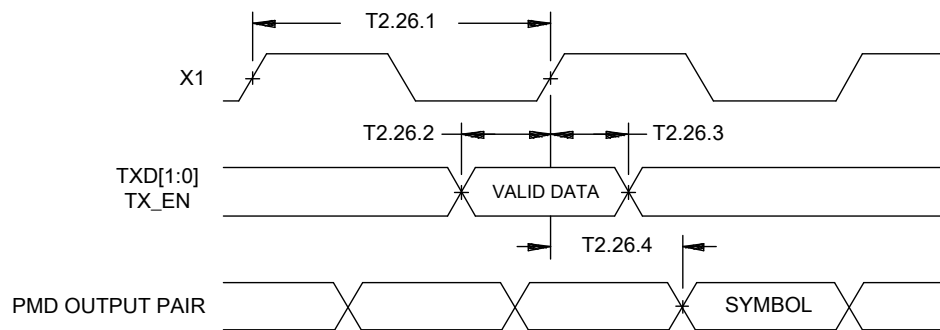 T2.26.1
X1
T2.26.2
T2.26.3
TXD[1:0]
TX_EN
VALID DATA
T2.26.4
PMD OUTPUT PAIR
SYMBOL